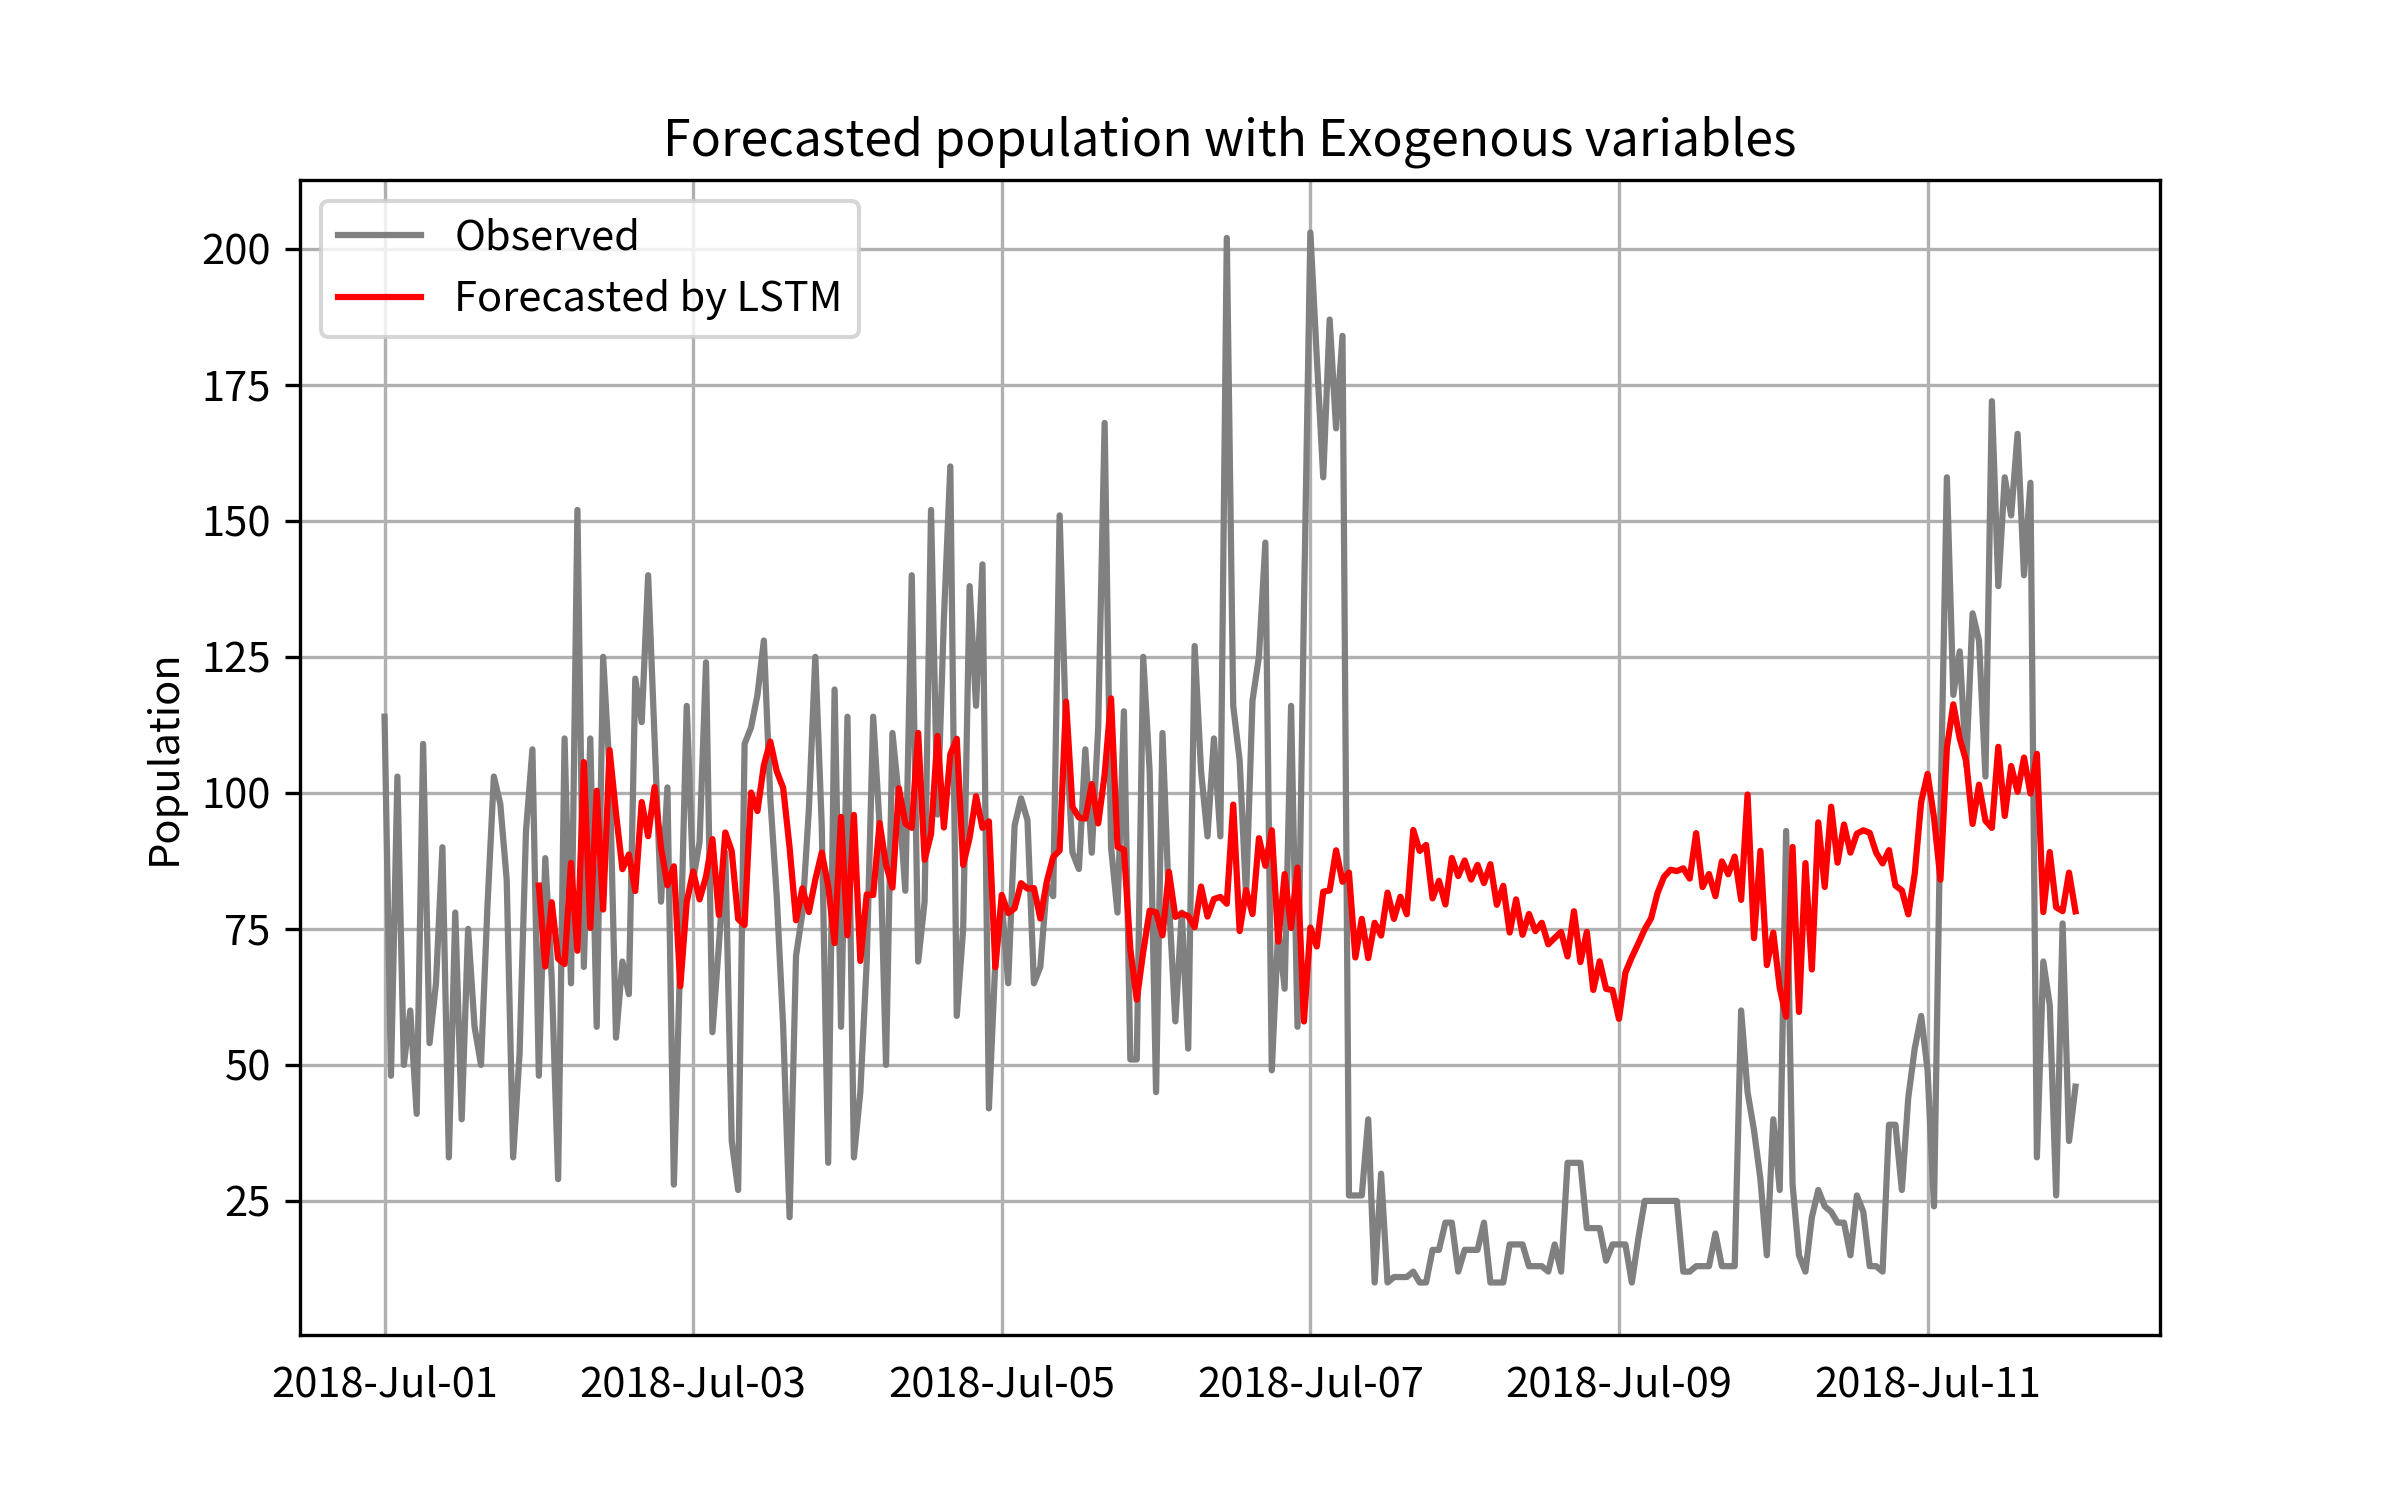 Forecasted population with Exogenous variables
Observed
Forecasted by LSTM
Population
200
175
150
125
100
75
50
25
2018-Jul-01 2018-Jul-03 2018-Jul-05 2018-Jul-07 2018-Jul-09 2018-Jul-11